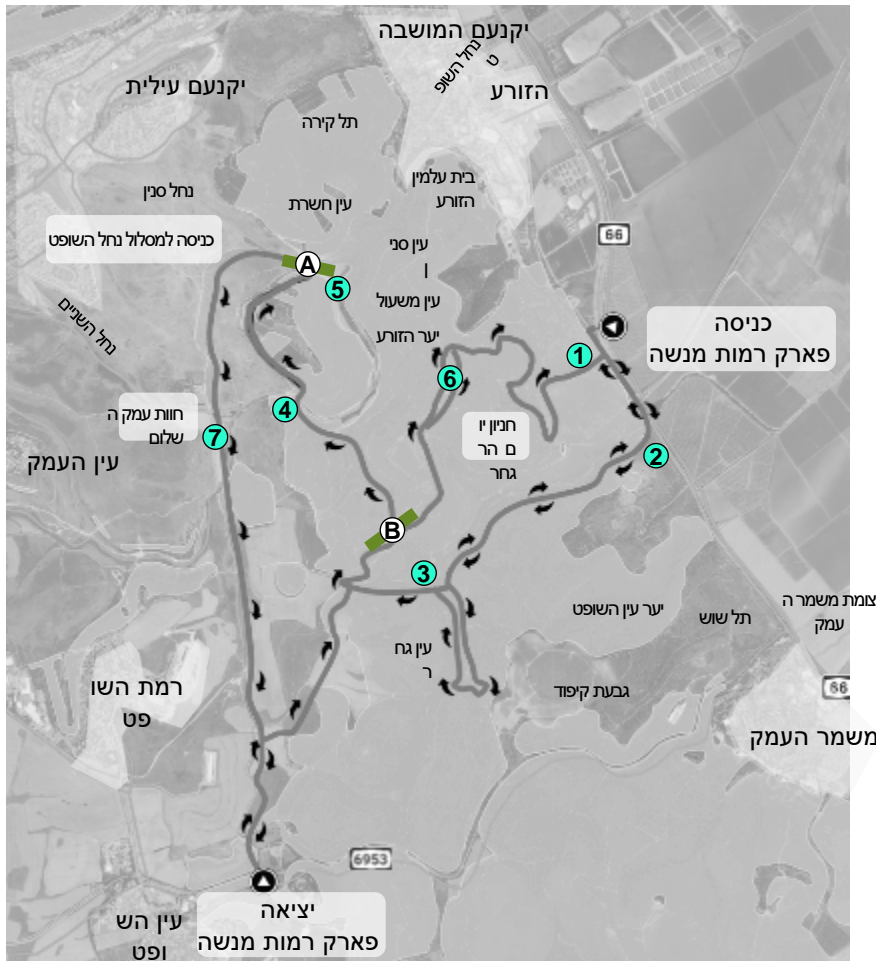 יקנעם המושבה
נחל השופ
ט
הזורע
יקנעם עילית
תל קירה
נחל סנין
עין חשרת
בית עלמין
הזורע
66
כניסה למסלול נחל השופט
עין סני
ן
A
5
עין משעול
יער הזורע
נחל השניים
כניסה
פארק רמות מנשה
1
6
4
חוות עמק ה
שלום
7
עין העמק
חניון יו
ם הר
גחר
2
B
3
יער עין השופט
תל שוש
צומת משמר ה
עמק
עין גח
ר
גבעת קיפוד
רמת השו
פט
66
משמר העמק
6953
יציאה
פארק רמות מנשה
עין הש
ופט